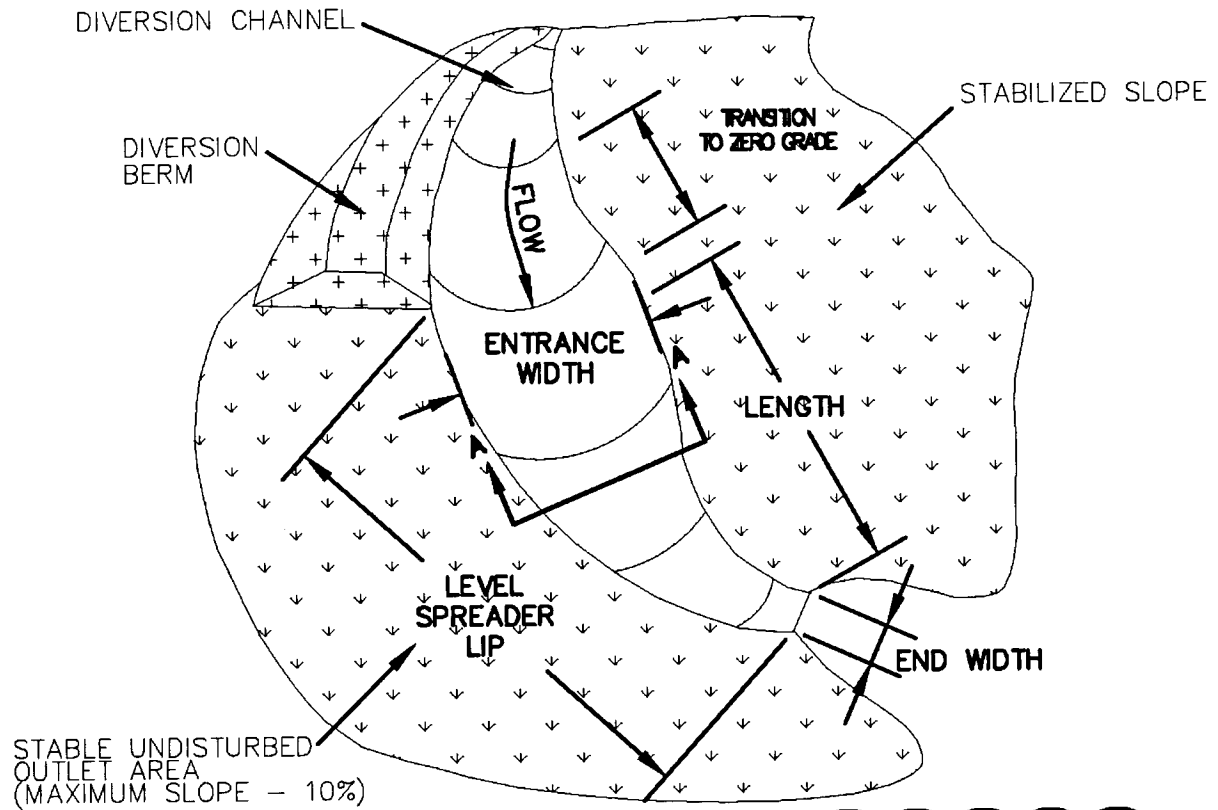 DIVERSION CHANNEL
STABILIZED SLOPE
TRANSITION
TO ZERO GRADE
DIVERSION
BERM
FLOW
ENTRANCE
WIDTH
A
LENGTH
A
LEVEL
SPREADER
LIP
END WIDTH
STABLE UNDISTURBED
OUTLET AREA
(MAXIMUM SLOPE - 10%)